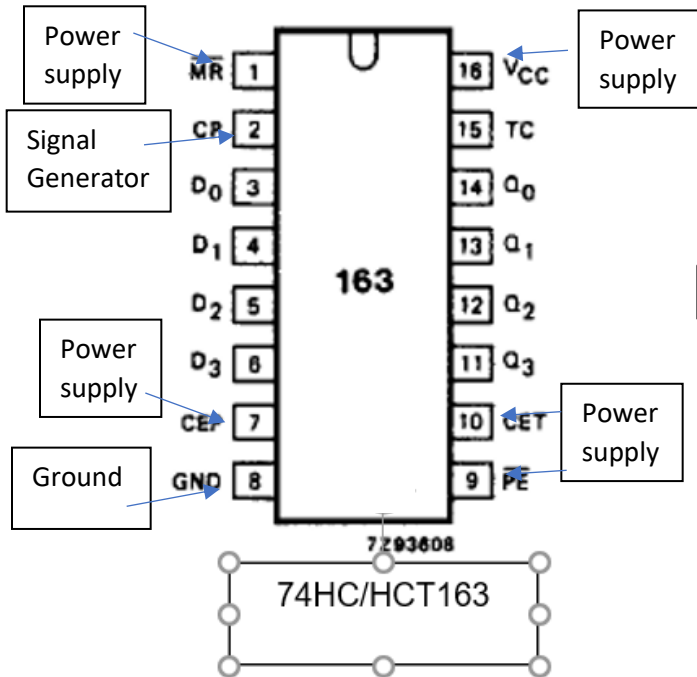 Power
supply
Power
supply
M̅R̅ 1
16 VCC
Signal
Generator
CP 2
15 TC
D0 3
14 Q0
D1 4
13 Q1
163
D2 5
12 Q2
D3 6
11 Q3
Power
supply
CEP 7
10 CET
Power
supply
Ground
GND 8
9 P̅E̅
7Z93608
74HC/HCT163